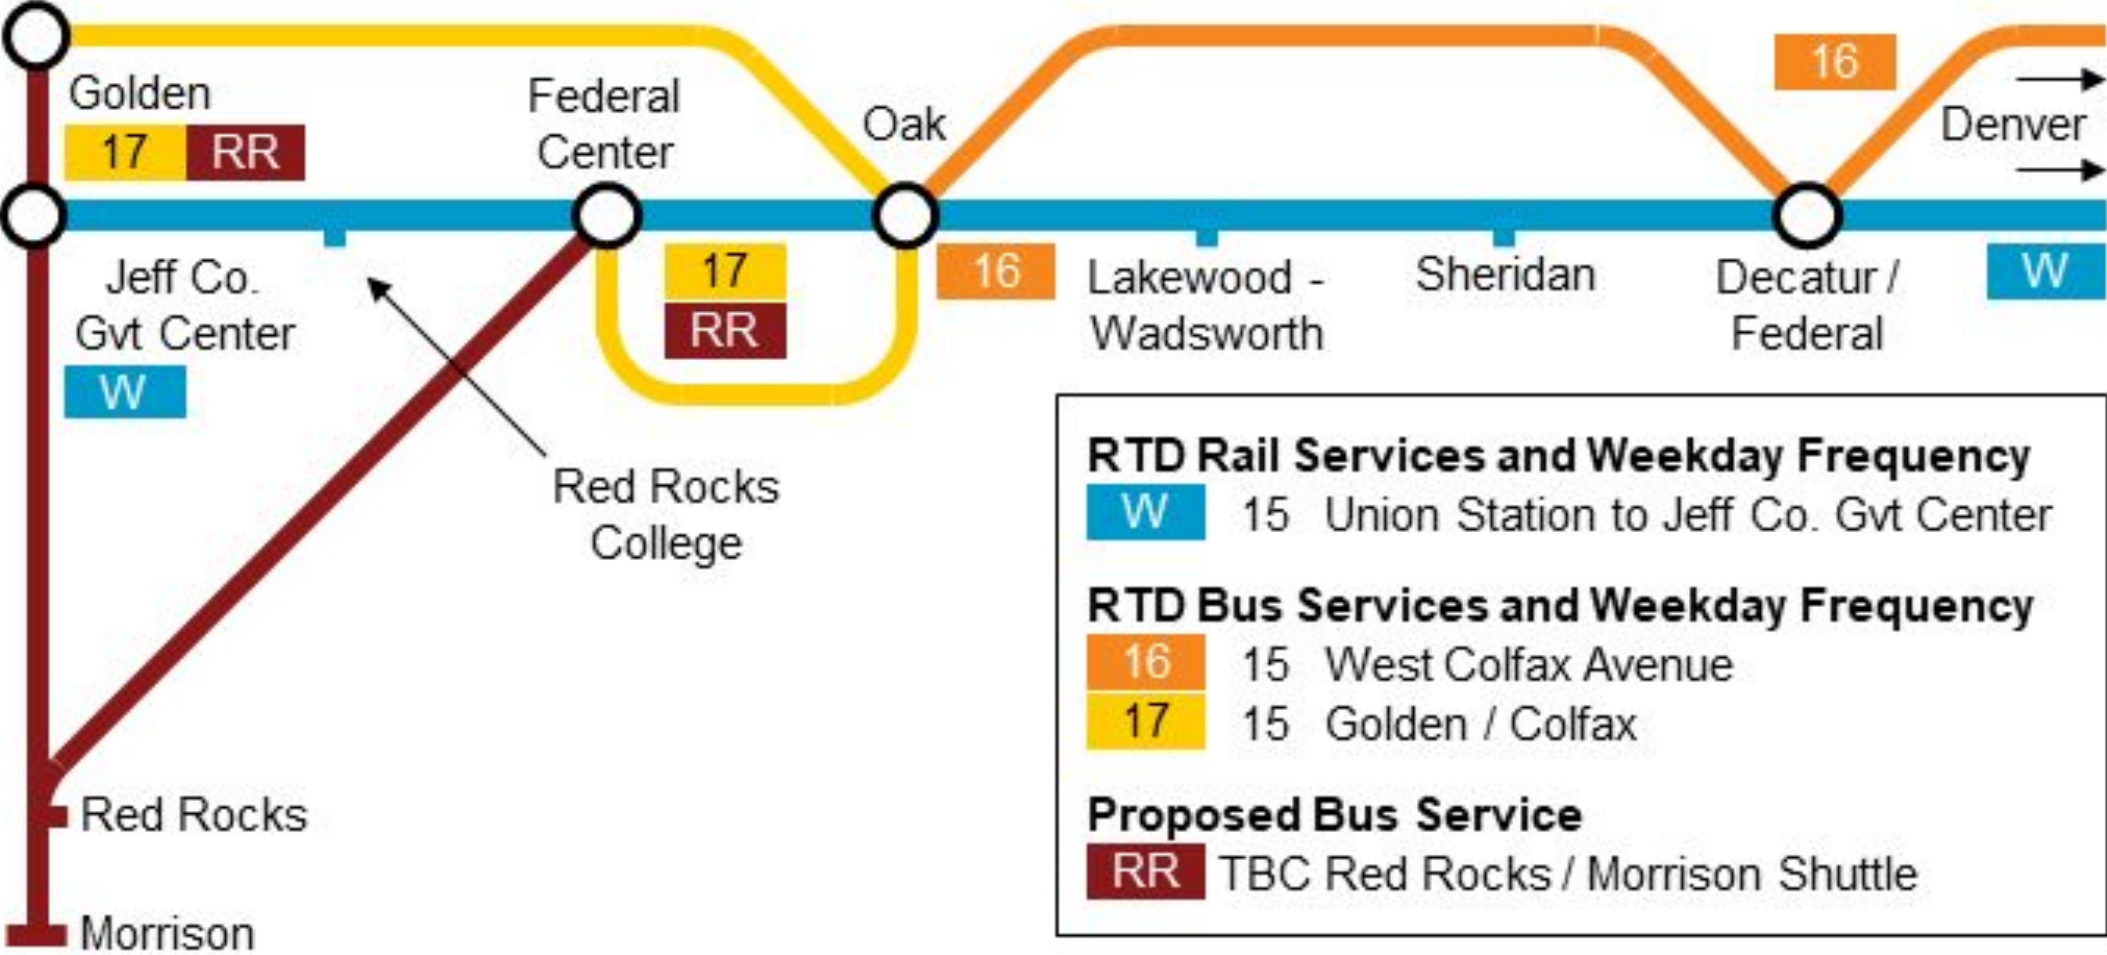 Golden
17 RR
Federal
Center
Oak
16
Denver
Jeff Co.
Gvt Center
W
17
RR
16
Lakewood -
Wadsworth
Sheridan
Decatur /
Federal
W
Red Rocks
College
Red Rocks
Morrison
RTD Rail Services and Weekday Frequency
W 15 Union Station to Jeff Co. Gvt Center
RTD Bus Services and Weekday Frequency
16 15 West Colfax Avenue
17 15 Golden / Colfax
Proposed Bus Service
RR TBC Red Rocks / Morrison Shuttle